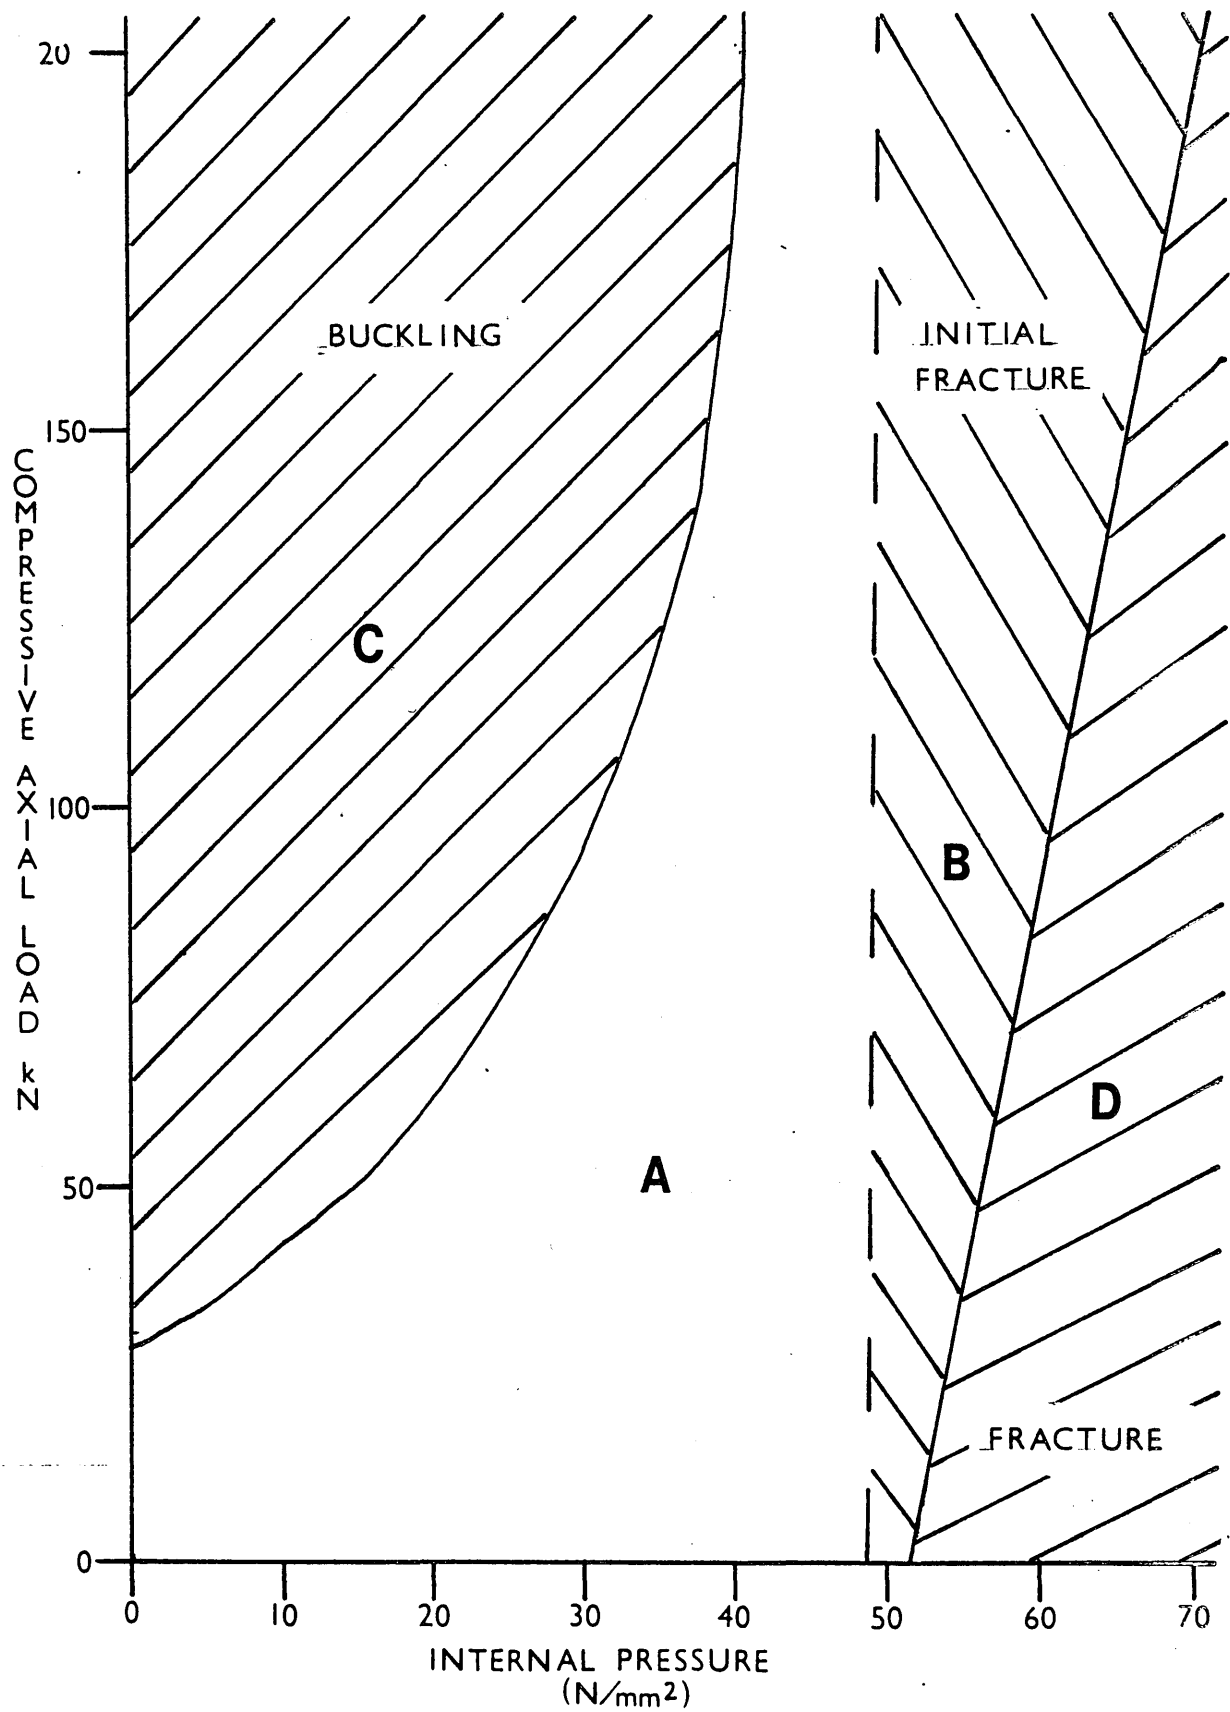 20
BUCKLING
INITIAL
FRACTURE
150
COMPRESSIVE AXIAL LOAD kN
C
100
B
D
A
50
FRACTURE
0
0 10 20 30 40 50 60 70
INTERNAL PRESSURE
(N/mm2)